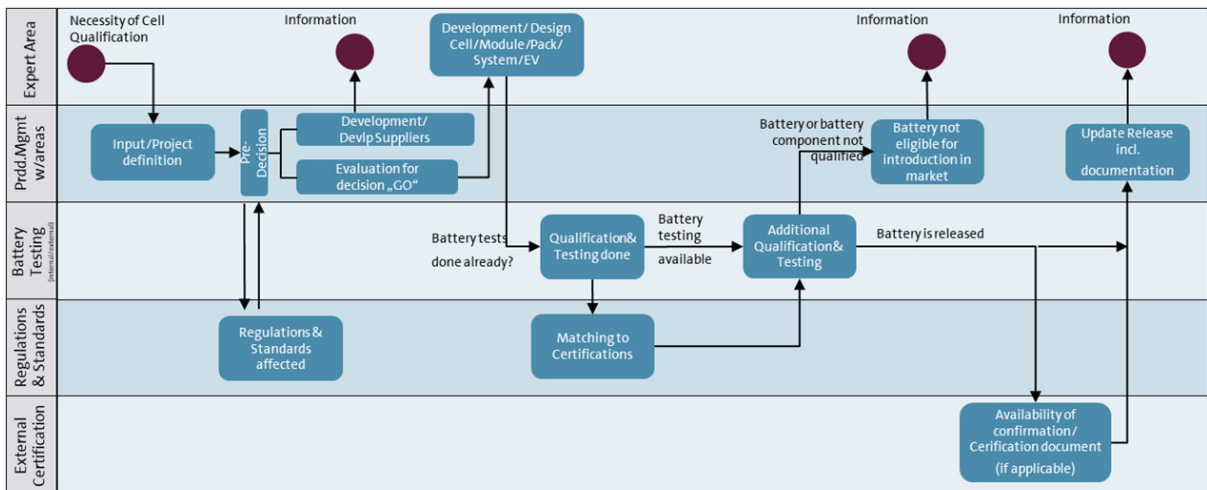 Expert Area
Necessity of Cell
Qualification
Information
Development/ Design
Cell/Module/Pack/
System/EV
Information
Information
Prdd.Mgmt
w/areas
Input/Project
definition
Pre-
Decision
Development/
Devlp Suppliers
Evaluation for
decision „GO“
Battery or battery
component not
qualified
Battery not
eligible for
introduction in
market
Update Release
incl.
documentation
Battery
Testing
(internal/external)
Battery tests
done already?
Qualification&
Testing done
Battery
testing
available
Additional
Qualification&
Testing
Battery is released
Regulations
& Standards
Regulations &
Standards
affected
Matching to
Certifications
External
Certification
Availability of
confirmation/
Cerification document
(if applicable)